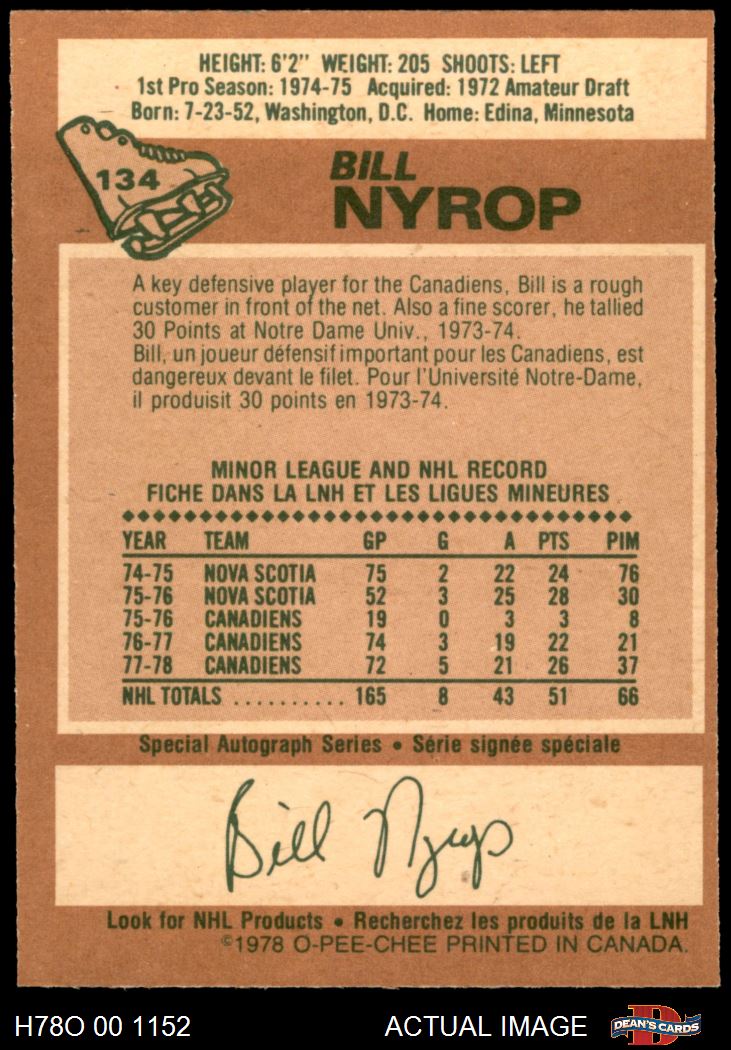 HEIGHT: 6'2" WEIGHT: 205 SHOOTS: LEFT
1st Pro Season: 1974-75 Acquired: 1972 Amateur Draft
Born: 7-23-52, Washington, D.C. Home: Edina, Minnesota
134
BILL
NYROP
A key defensive player for the Canadiens, Bill is a rough
customer in front of the net. Also a fine scorer, he tallied
30 Points at Notre Dame Univ., 1973-74.
Bill, un joueur défensif important pour les Canadiens, est
dangereux devant le filet. Pour l'Université Notre-Dame,
il produisit 30 points en 1973-74.
MINOR LEAGUE AND NHL RECORD
FICHE DANS LA LNH ET LES LIGUES MINEURES
YEAR TEAM GP G A PTS PIM
74-75 NOVA SCOTIA 75 2 22 24 76
75-76 NOVA SCOTIA 52 3 25 28 30
75-76 CANADIENS 19 0 3 3 8
76-77 CANADIENS 74 3 19 22 21
77-78 CANADIENS 72 5 21 26 37
NHL TOTALS .......... 165 8 43 51 66
Special Autograph Series • Série signée spéciale
Bill Nyrop
Look for NHL Products • Recherchez les produits de la LNH
©1978 O-PEE-CHEE PRINTED IN CANADA.
H78O 00 1152 ACTUAL IMAGE DEAN'S CARDS